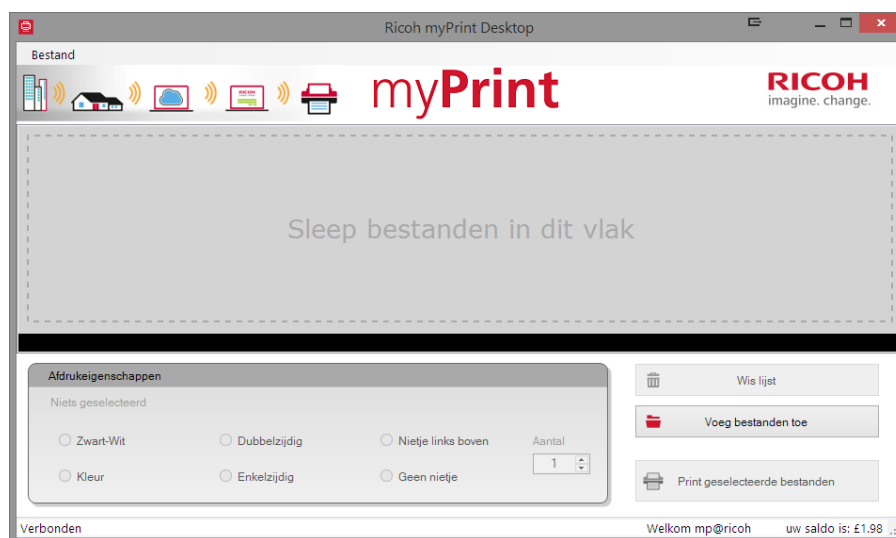 Ricoh myPrint Desktop
Bestand
myPrint
RICOH
imagine. change.
Sleep bestanden in dit vlak
Afdrukeigenschappen
Niets geselecteerd
Zwart-Wit
Dubbelzijdig
Nietje links boven
Aantal
Kleur
Enkelzijdig
Geen nietje
1
Wis lijst
Voeg bestanden toe
Print geselecteerde bestanden
Verbonden
Welkom mp@ricoh
uw saldo is: £1.98